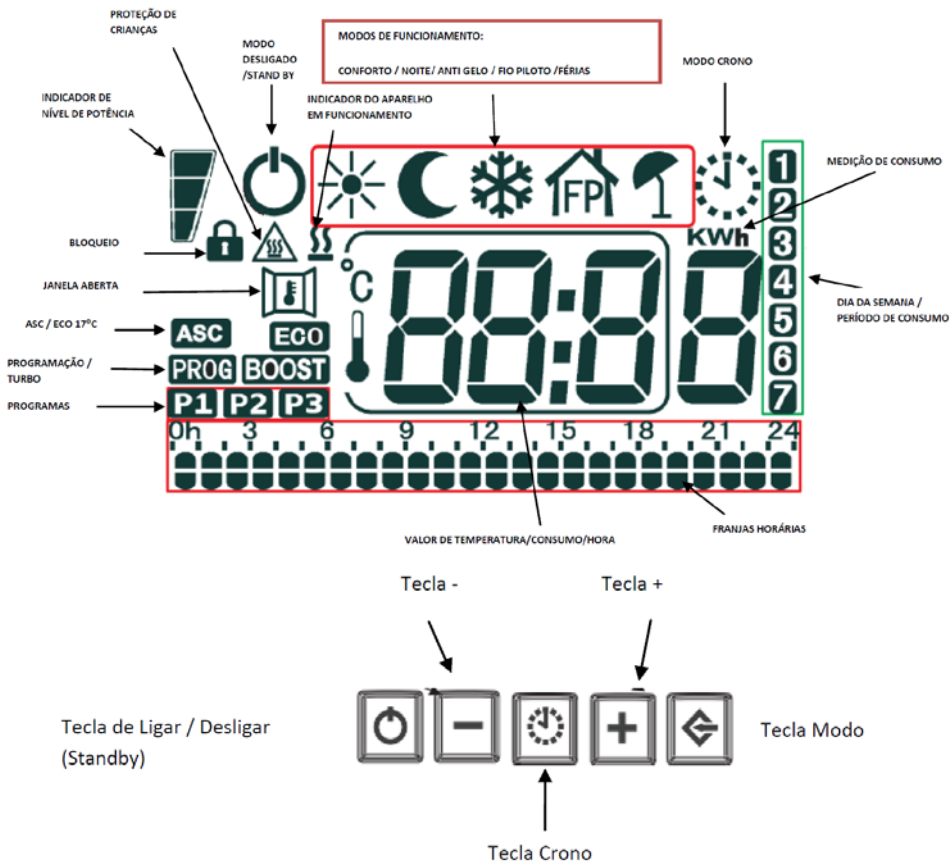 PROTEÇÃO DE
CRIANÇAS
MODO
DESLIGADO
/STAND BY
MODOS DE FUNCIONAMENTO:
CONFORTO / NOITE/ ANTI GELO / FIO PILOTO /FÉRIAS
MODO CRONO
INDICADOR DE
NÍVEL DE POTÊNCIA
INDICADOR DO APARELHO
EM FUNCIONAMENTO
MEDIÇÃO DE CONSUMO
FP
KWh
1
2
3
4
5
6
7
BLOQUEIO
JANELA ABERTA
°C
88:88
DIA DA SEMANA /
PERÍODO DE CONSUMO
ASC / ECO 17ºC
ASC ECO
PROGRAMAÇÃO /
TURBO
PROG BOOST
PROGRAMAS
P1 P2 P3
0h 3 6 9 12 15 18 21 24
FRANJAS HORÁRIAS
VALOR DE TEMPERATURA/CONSUMO/HORA
Tecla -
Tecla +
Tecla de Ligar / Desligar
(Standby)
Tecla Modo
Tecla Crono